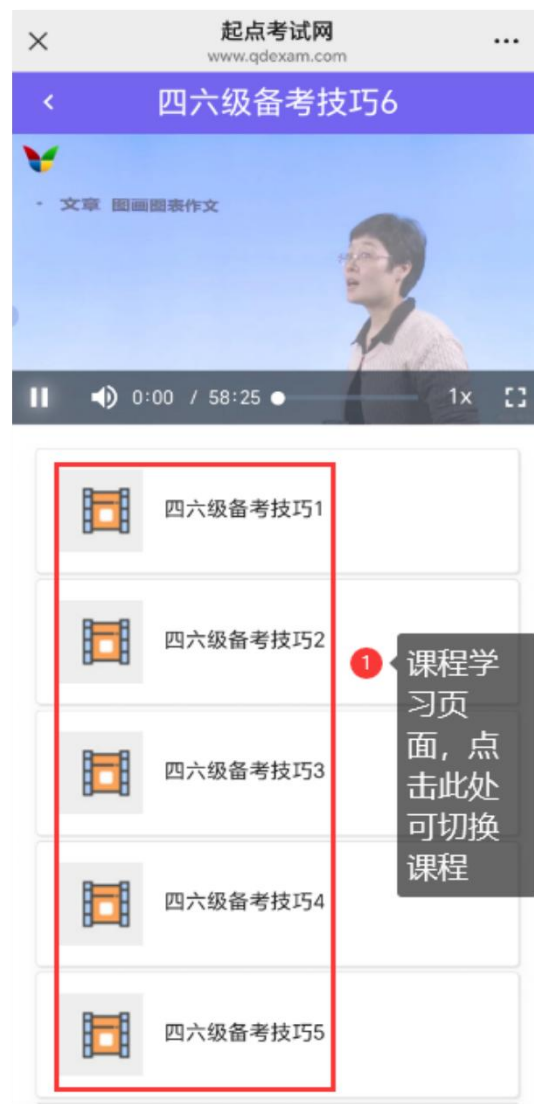 起点考试网
www.qdexam.com
四六级备考技巧6
· 文章 图画图表作文
0:00 / 58:25
1x
四六级备考技巧1
四六级备考技巧2
1
课程学
习页
面，点
击此处
可切换
课程
四六级备考技巧3
四六级备考技巧4
四六级备考技巧5